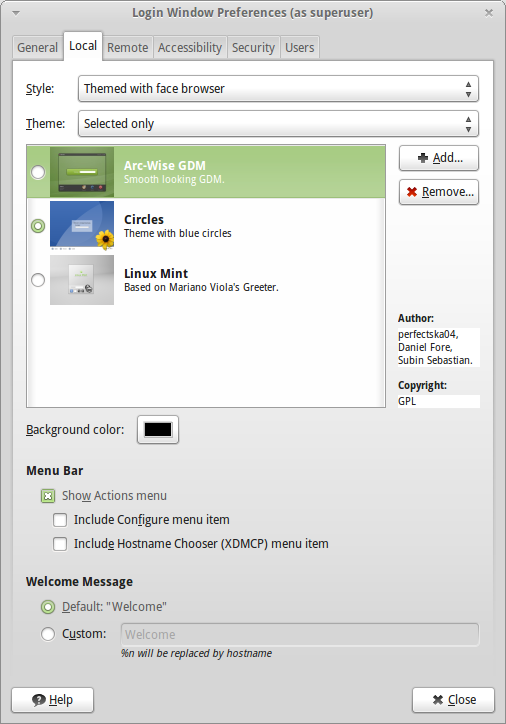 Login Window Preferences (as superuser)
General Local Remote Accessibility Security Users
Style: Themed with face browser
Theme: Selected only
Arc-Wise GDM
Smooth looking GDM.
Circles
Theme with blue circles
Linux Mint
Based on Mariano Viola's Greeter.
Add...
Remove...
Author:
perfectska04,
Daniel Fore,
Subin Sebastian.
Copyright:
GPL
Background color:
Menu Bar
Show Actions menu
Include Configure menu item
Include Hostname Chooser (XDMCP) menu item
Welcome Message
Default: "Welcome"
Custom: Welcome
%n will be replaced by hostname
Help Close